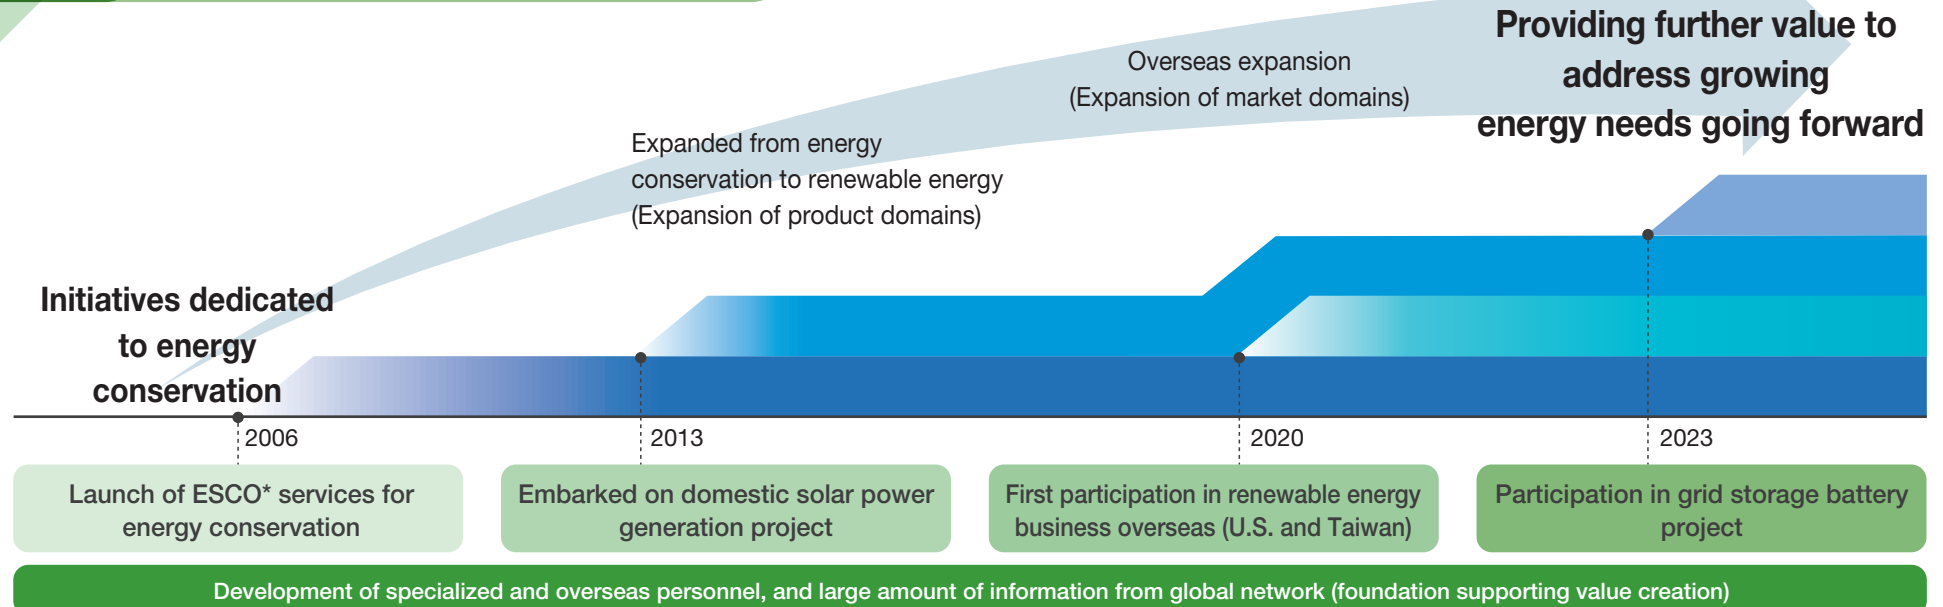 Providing further value to
address growing
energy needs going forward
Overseas expansion
(Expansion of market domains)
Expanded from energy
conservation to renewable energy
(Expansion of product domains)
Initiatives dedicated
to energy
conservation
2006
2013
2020
2023
Launch of ESCO* services for
energy conservation
Embarked on domestic solar power
generation project
First participation in renewable energy
business overseas (U.S. and Taiwan)
Participation in grid storage battery
project
Development of specialized and overseas personnel, and large amount of information from global network (foundation supporting value creation)